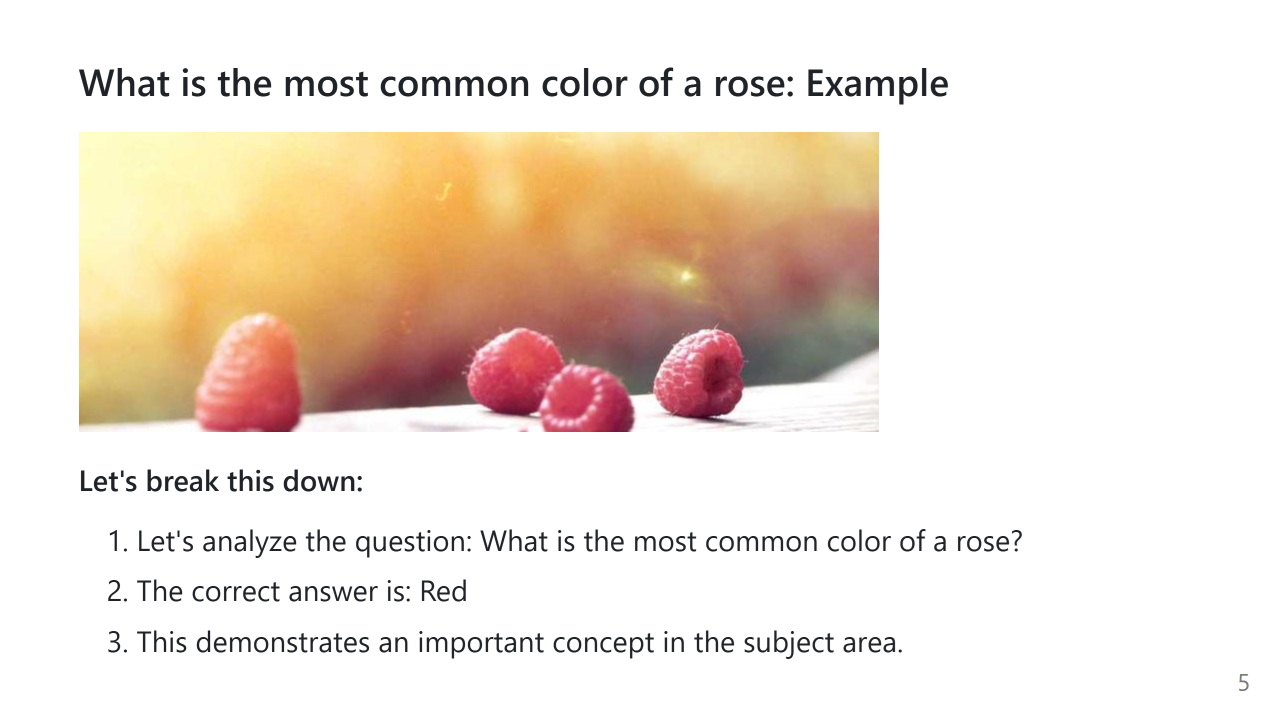 What is the most common color of a rose: Example
Let's break this down:
1. Let's analyze the question: What is the most common color of a rose?
2. The correct answer is: Red
3. This demonstrates an important concept in the subject area.
5